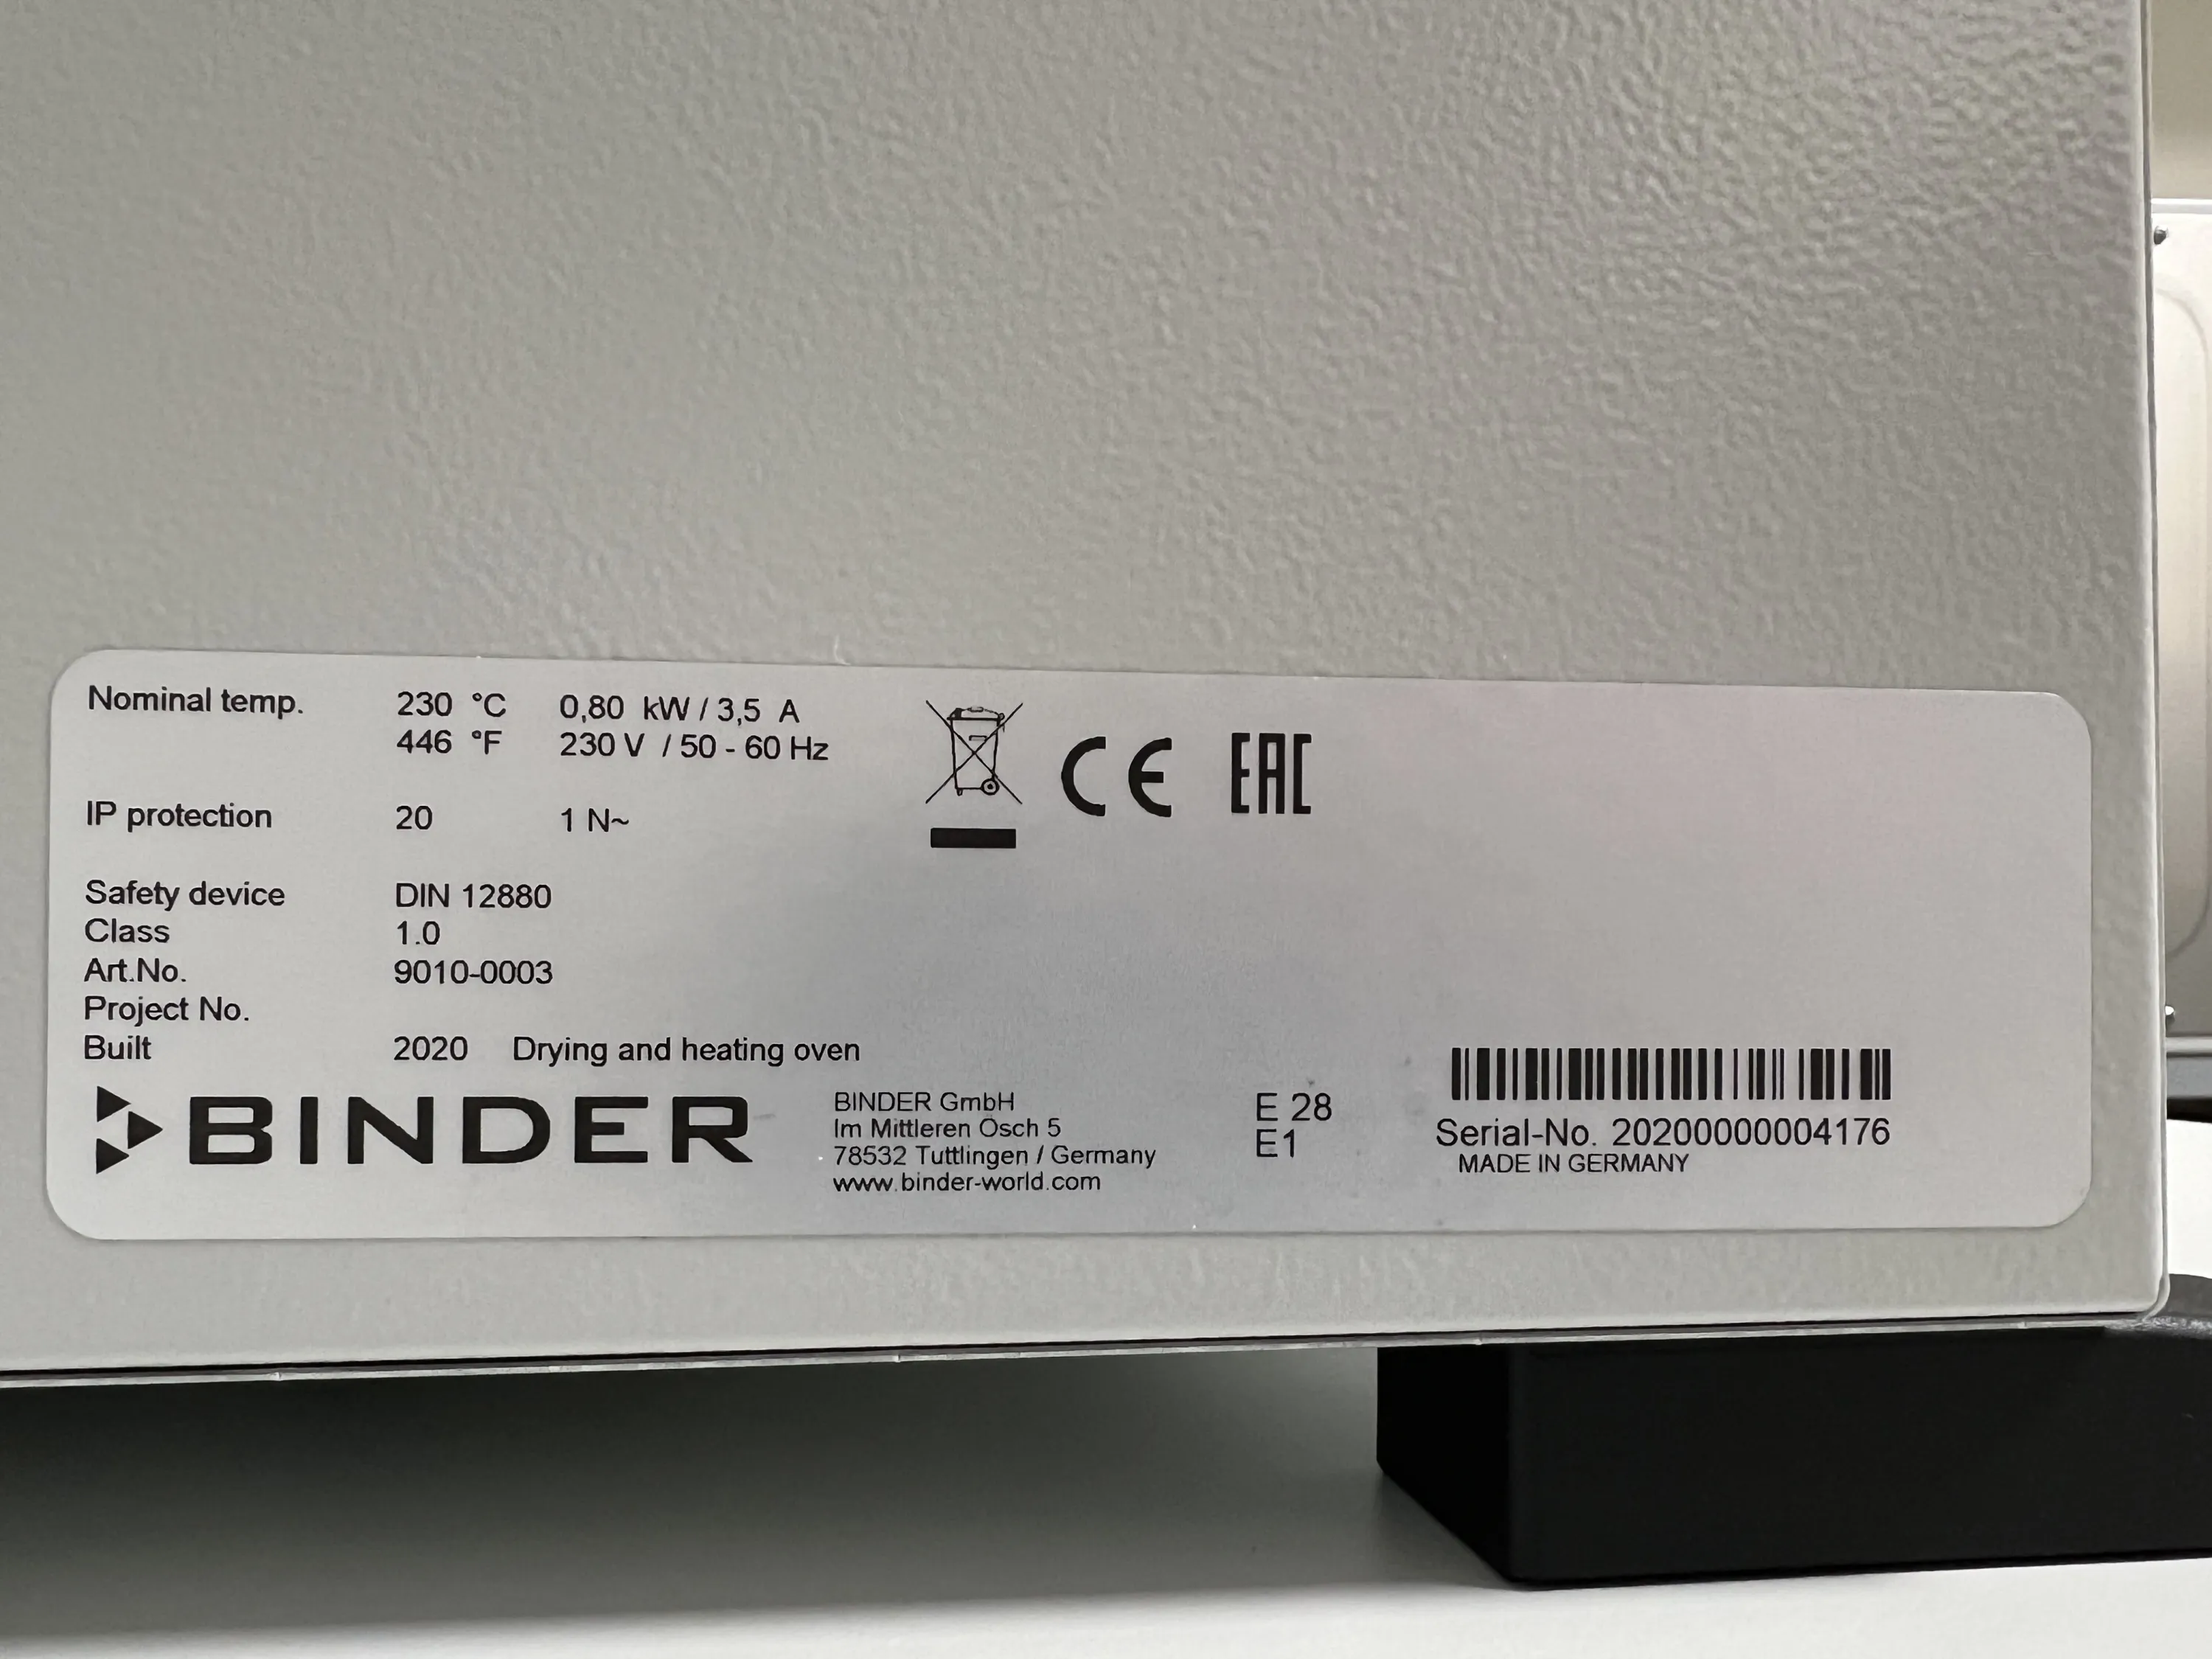 Nominal temp. 230 °C 0,80 kW / 3,5 A
446 °F 230 V / 50 - 60 Hz
IP protection 20 1 N~
CE EAC
Safety device DIN 12880
Class 1.0
Art.No. 9010-0003
Project No.
Built 2020 Drying and heating oven
BINDER
BINDER GmbH
Im Mittleren Ösch 5
78532 Tuttlingen / Germany
www.binder-world.com
E 28
E1
Serial-No. 20200000004176
MADE IN GERMANY